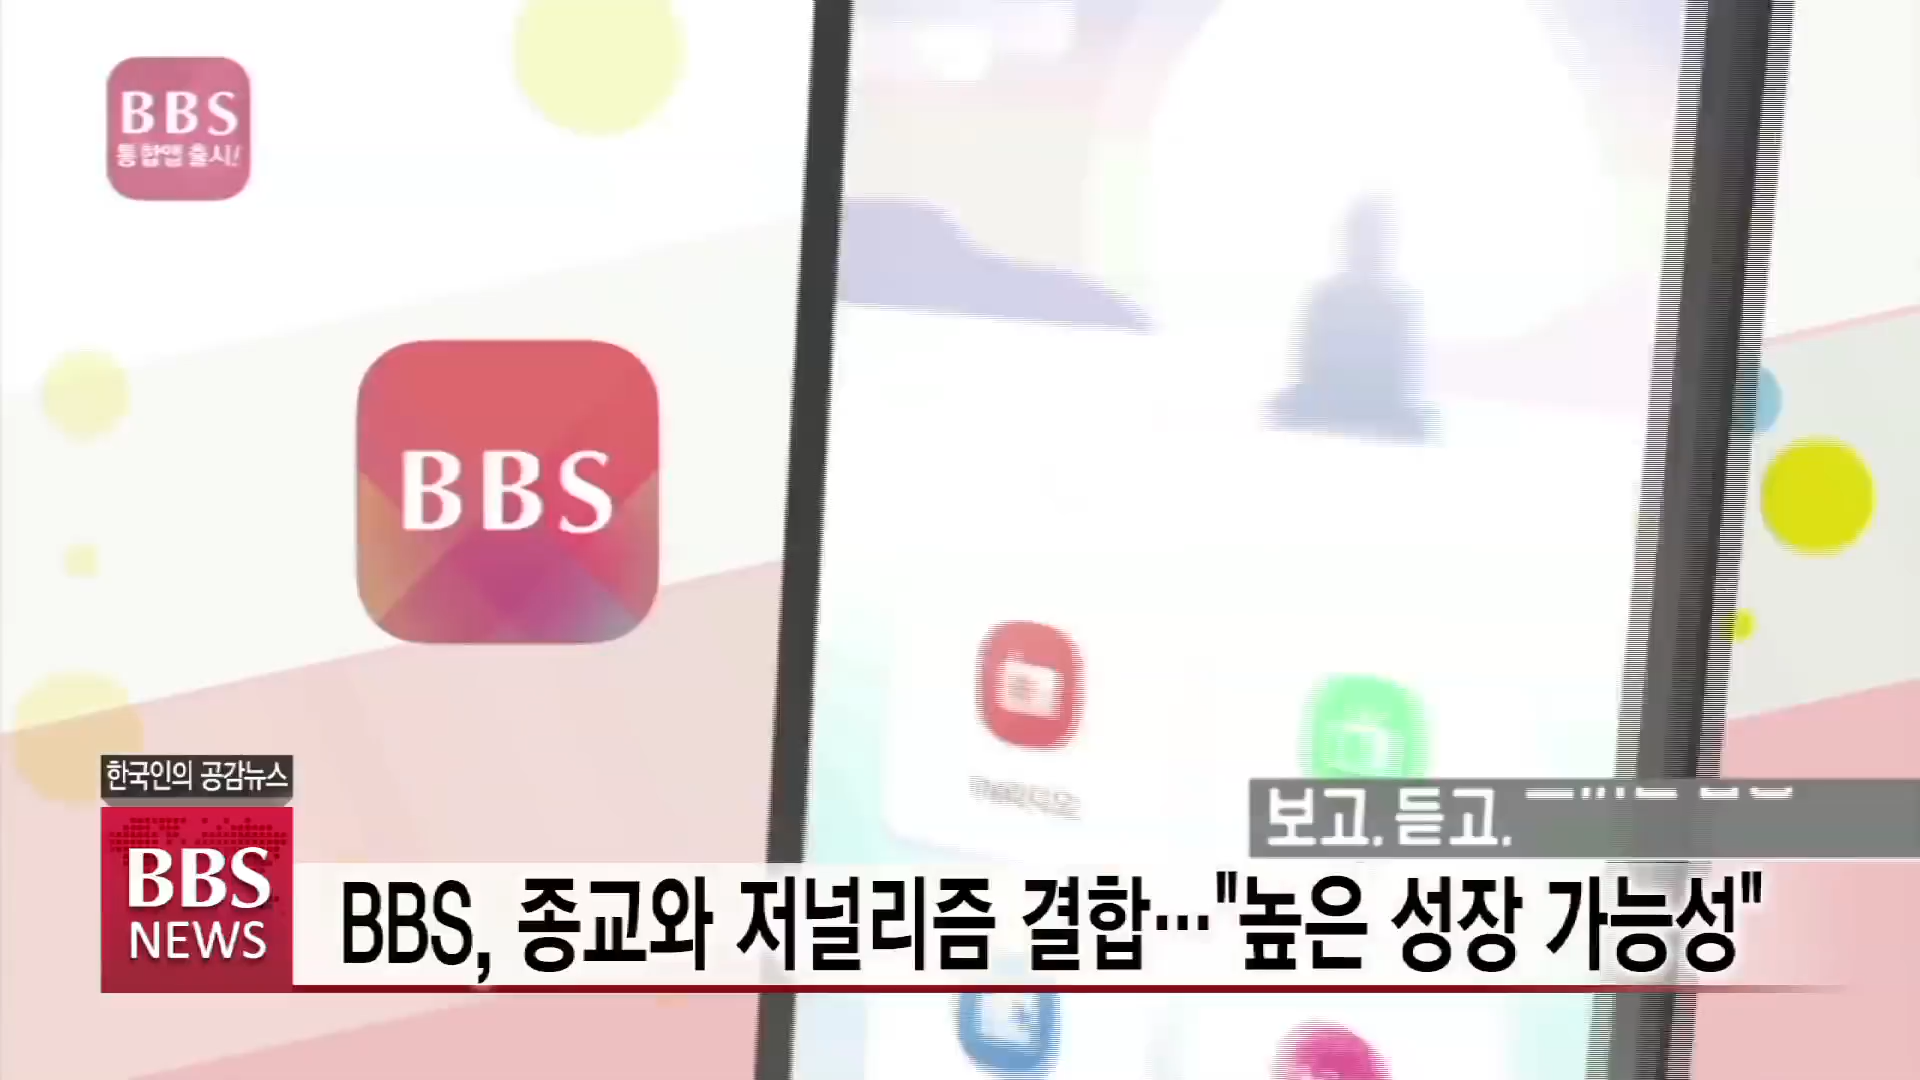 BBS
통합앱 출시!
BBS
한국인의 공감뉴스
보고, 듣고,
BBS
NEWS
BBS, 종교와 저널리즘 결합…"높은 성장 가능성"